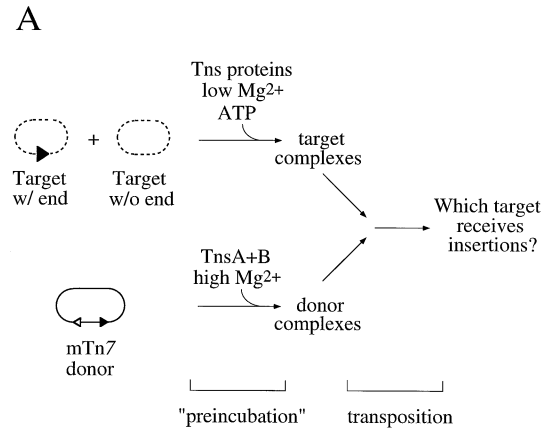 A
Tns proteins
low Mg2+
ATP
+
Target
w/ end
Target
w/o end
target
complexes
Which target
receives
insertions?
TnsA+B
high Mg2+
donor
complexes
mTn7
donor
"preincubation"
transposition